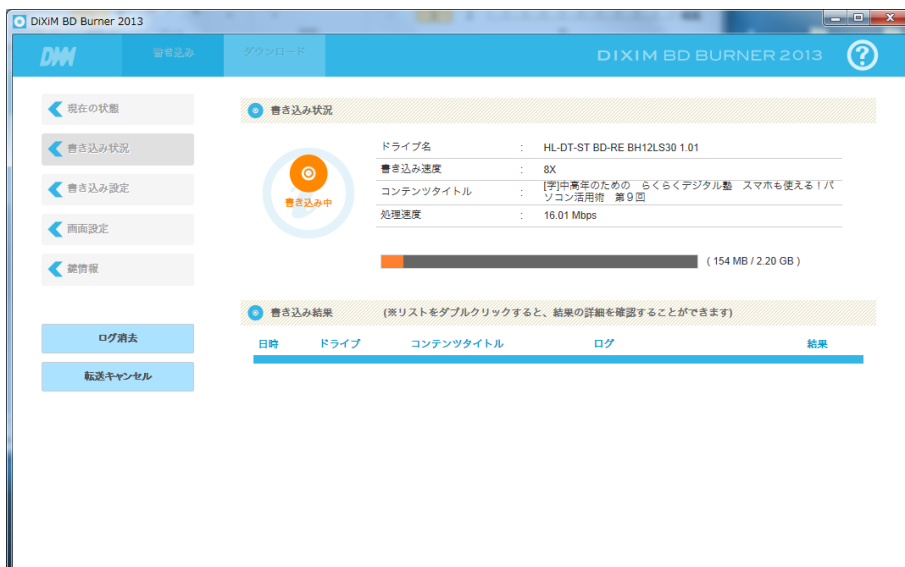 DiXiM BD Burner 2013
DiXiM 書き込み ダウンロード DIXIM BD BURNER 2013 ?
現在の状態
書き込み状況
書き込み設定
画面設定
鍵情報
ログ消去
転送キャンセル
書き込み状況
書き込み中
ドライブ名 : HL-DT-ST BD-RE BH12LS30 1.01
書き込み速度 : 8X
コンテンツタイトル : [字]中高年のための らくらくデジタル塾 スマホも使える!パ
ソコン活用術 第9回
処理速度 : 16.01 Mbps
( 154 MB / 2.20 GB )
書き込み結果 (※リストをダブルクリックすると、結果の詳細を確認することができます)
日時 ドライブ コンテンツタイトル ログ 結果